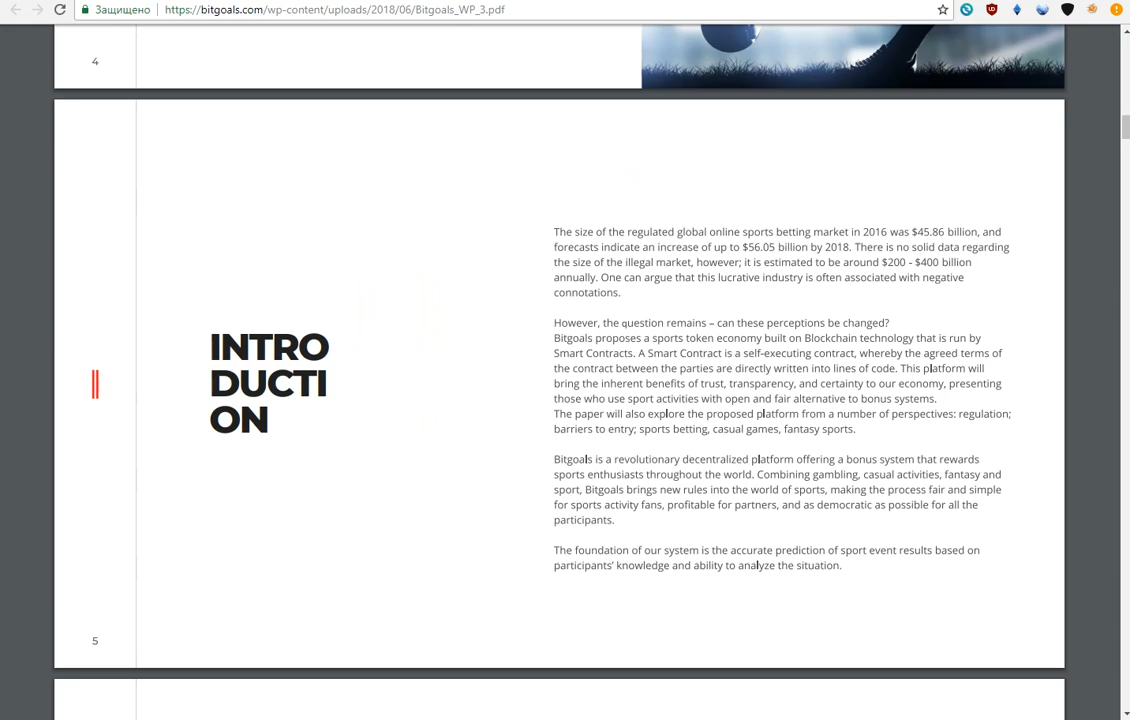 Защищено
https://bitgoals.com/wp-content/uploads/2018/06/Bitgoals_WP_3.pdf
4
INTRO
DUCTI
ON
The size of the regulated global online sports betting market in 2016 was $45.86 billion, and
forecasts indicate an increase of up to $56.05 billion by 2018. There is no solid data regarding
the size of the illegal market, however; it is estimated to be around $200 - $400 billion
annually. One can argue that this lucrative industry is often associated with negative
connotations.
However, the question remains – can these perceptions be changed?
Bitgoals proposes a sports token economy built on Blockchain technology that is run by
Smart Contracts. A Smart Contract is a self-executing contract, whereby the agreed terms of
the contract between the parties are directly written into lines of code. This platform will
bring the inherent benefits of trust, transparency, and certainty to our economy, presenting
those who use sport activities with open and fair alternative to bonus systems.
The paper will also explore the proposed platform from a number of perspectives: regulation;
barriers to entry; sports betting, casual games, fantasy sports.
Bitgoals is a revolutionary decentralized platform offering a bonus system that rewards
sports enthusiasts throughout the world. Combining gambling, casual activities, fantasy and
sport, Bitgoals brings new rules into the world of sports, making the process fair and simple
for sports activity fans, profitable for partners, and as democratic as possible for all the
participants.
The foundation of our system is the accurate prediction of sport event results based on
participants’ knowledge and ability to analyze the situation.
5